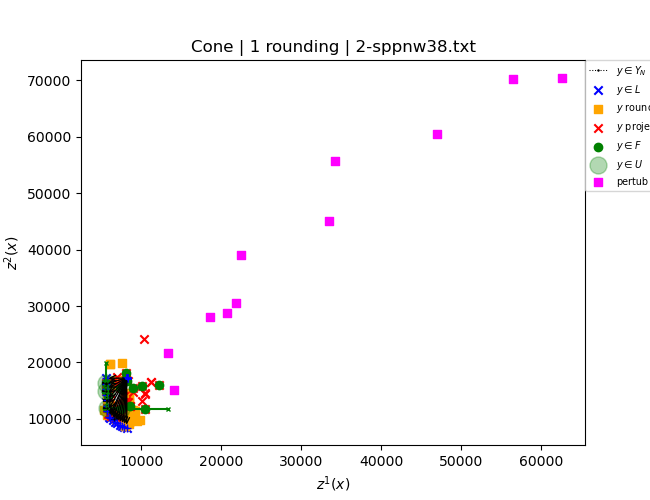 Cone | 1 rounding | 2-sppnw38.txt
70000
60000
50000
40000
30000
20000
10000
z²(x)
10000 20000 30000 40000 50000 60000
z¹(x)
y ∈ Y_N
y ∈ L
y roun
y proje
y ∈ F
y ∈ U
pertub